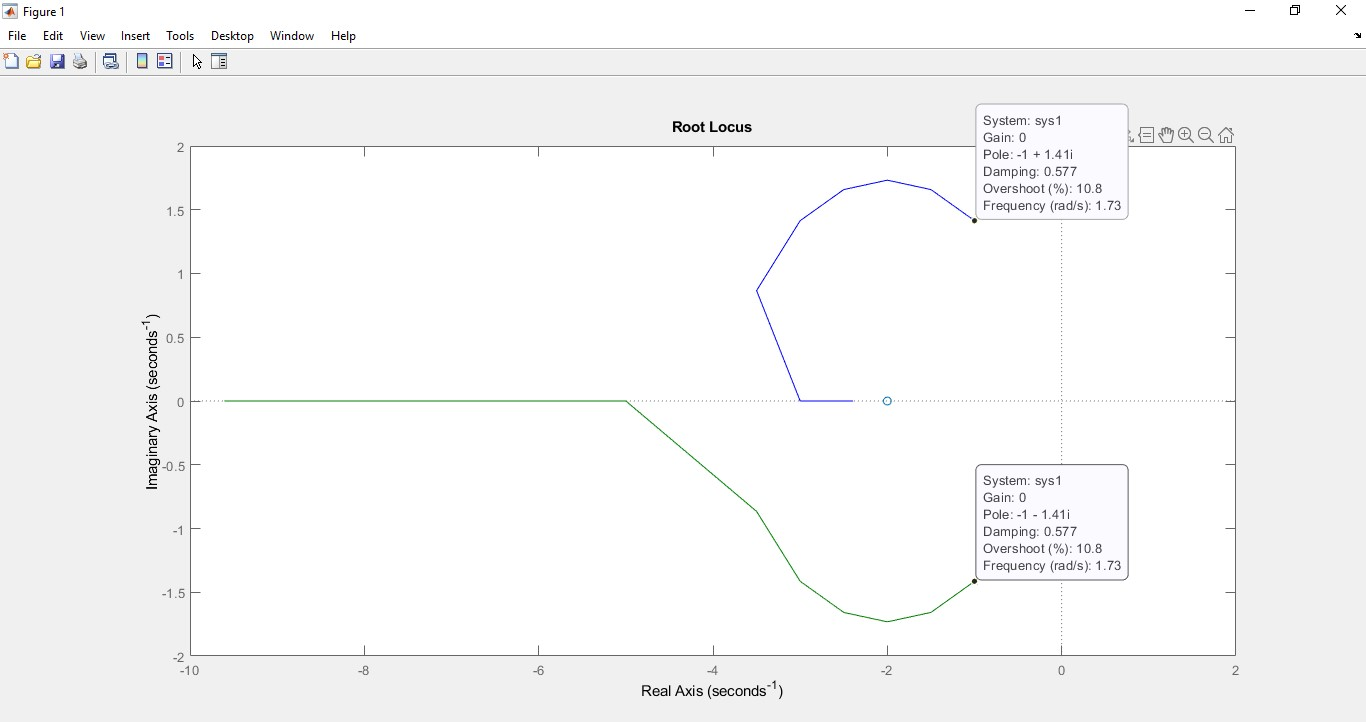 Figure 1
File Edit View Insert Tools Desktop Window Help
Root Locus
System: sys1
Gain: 0
Pole: -1 + 1.41i
Damping: 0.577
Overshoot (%): 10.8
Frequency (rad/s): 1.73
2
1.5
1
0.5
0
-0.5
-1
-1.5
-2
Imaginary Axis (seconds⁻¹)
System: sys1
Gain: 0
Pole: -1 - 1.41i
Damping: 0.577
Overshoot (%): 10.8
Frequency (rad/s): 1.73
-10 -8 -6 -4 -2 0 2
Real Axis (seconds⁻¹)